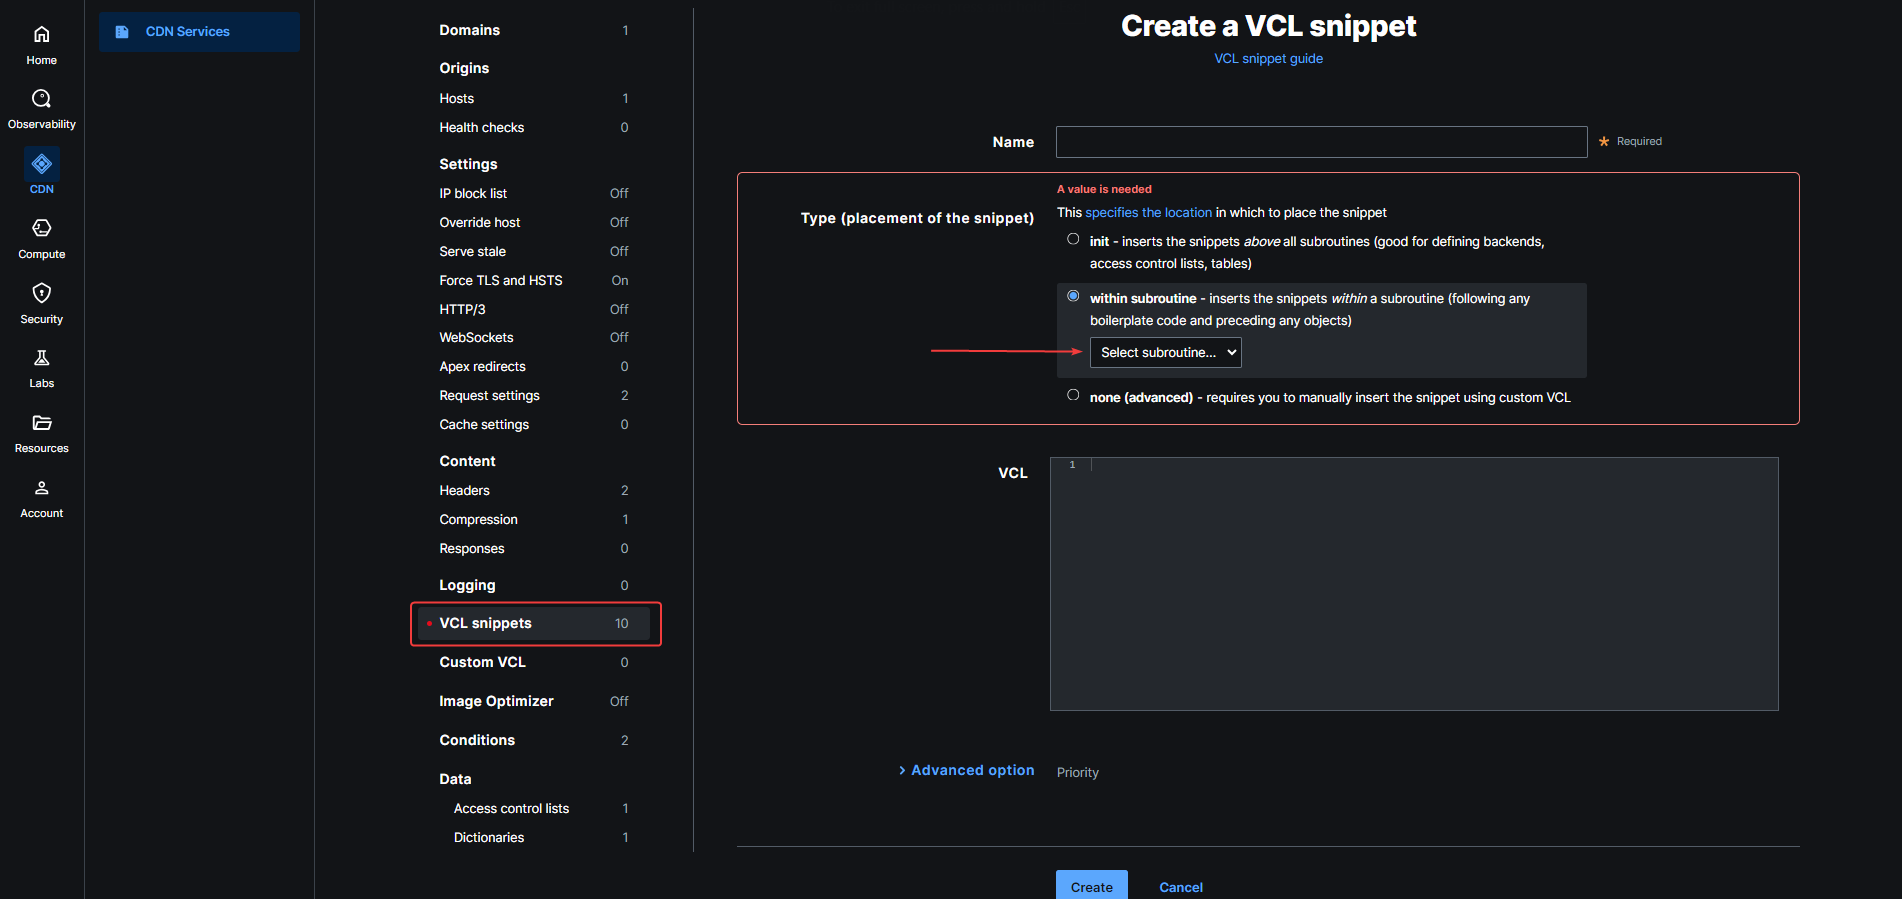 Home
Observability
CDN
Compute
Security
Labs
Resources
Account
CDN Services
Domains 1
Origins
Hosts 1
Health checks 0
Settings
IP block list Off
Override host Off
Serve stale Off
Force TLS and HSTS On
HTTP/3 Off
WebSockets Off
Apex redirects 0
Request settings 2
Cache settings 0
Content
Headers 2
Compression 1
Responses 0
Logging 0
VCL snippets 10
Custom VCL 0
Image Optimizer Off
Conditions 2
Data
Access control lists 1
Dictionaries 1
Create a VCL snippet
VCL snippet guide
Name
Required
A value is needed
Type (placement of the snippet)
This specifies the location in which to place the snippet
init - inserts the snippets above all subroutines (good for defining backends,
access control lists, tables)
within subroutine - inserts the snippets within a subroutine (following any
boilerplate code and preceding any objects)
Select subroutine...
none (advanced) - requires you to manually insert the snippet using custom VCL
VCL
1
Advanced option
Priority
Create
Cancel